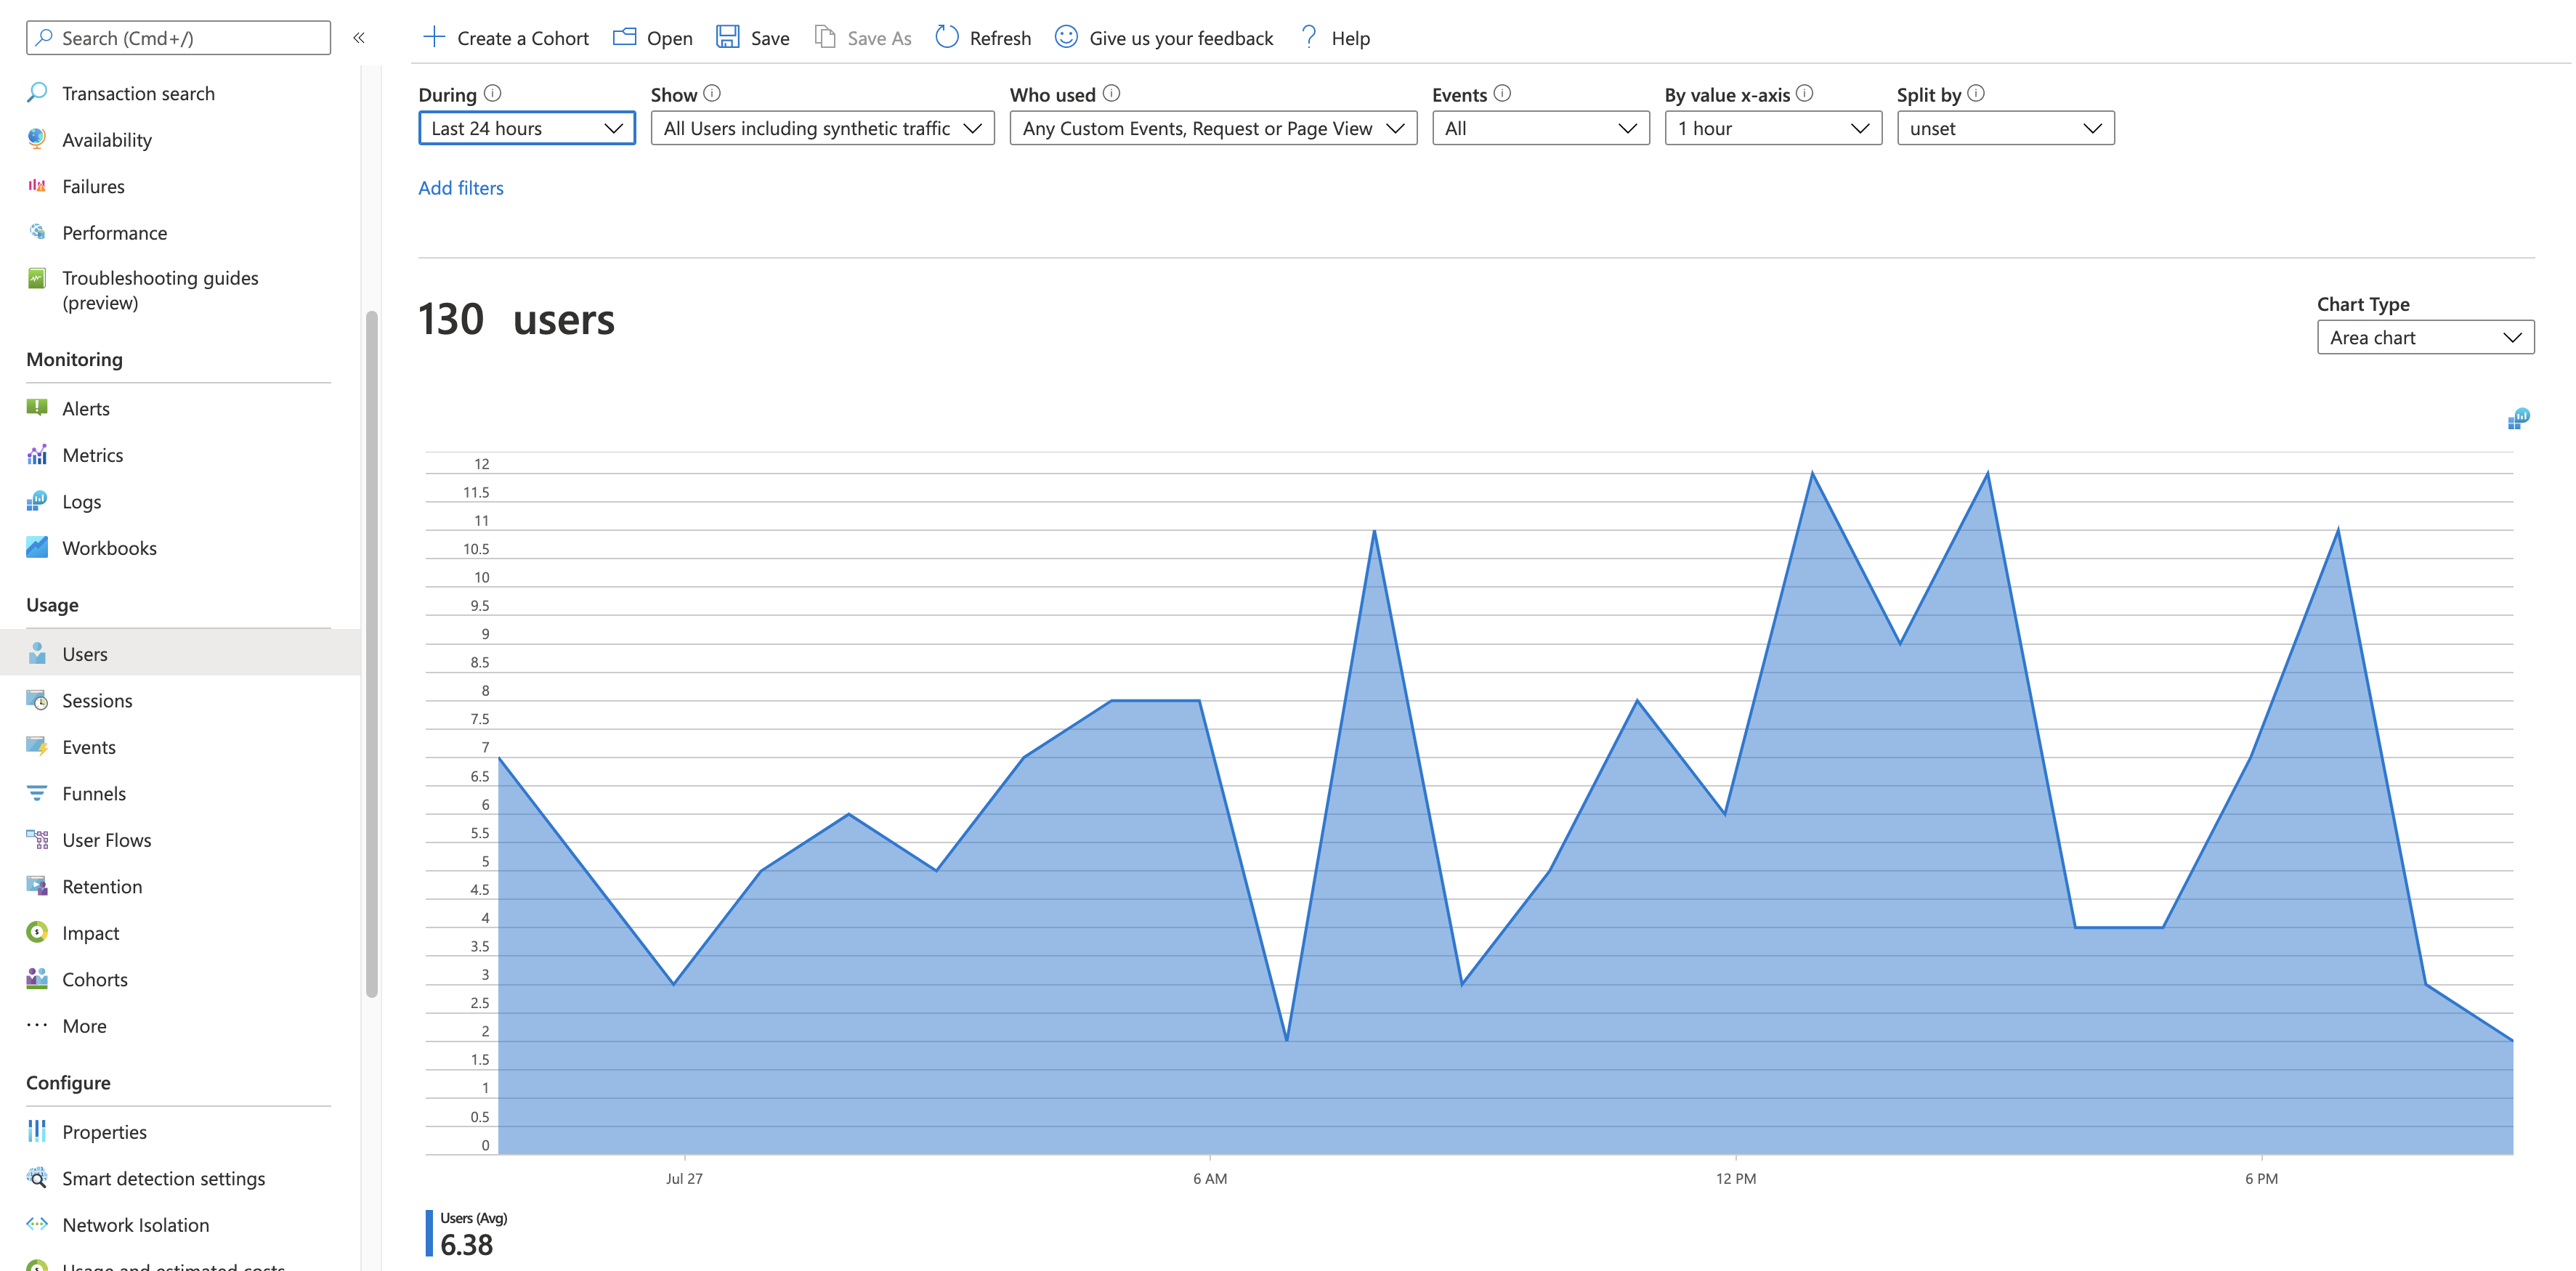 Search (Cmd+/)
«
Transaction search
Availability
Failures
Performance
Troubleshooting guides
(preview)
Monitoring
Alerts
Metrics
Logs
Workbooks
Usage
Users
Sessions
Events
Funnels
User Flows
Retention
Impact
Cohorts
More
Configure
Properties
Smart detection settings
Network Isolation
Usage and estimated costs
Create a Cohort Open Save Save As Refresh Give us your feedback Help
During Show Who used Events By value x-axis Split by
Last 24 hours All Users including synthetic traffic Any Custom Events, Request or Page View All 1 hour unset
Add filters
130 users
Chart Type
Area chart
12
11.5
11
10.5
10
9.5
9
8.5
8
7.5
7
6.5
6
5.5
5
4.5
4
3.5
3
2.5
2
1.5
1
0.5
0
Jul 27 6 AM 12 PM 6 PM
Users (Avg)
6.38